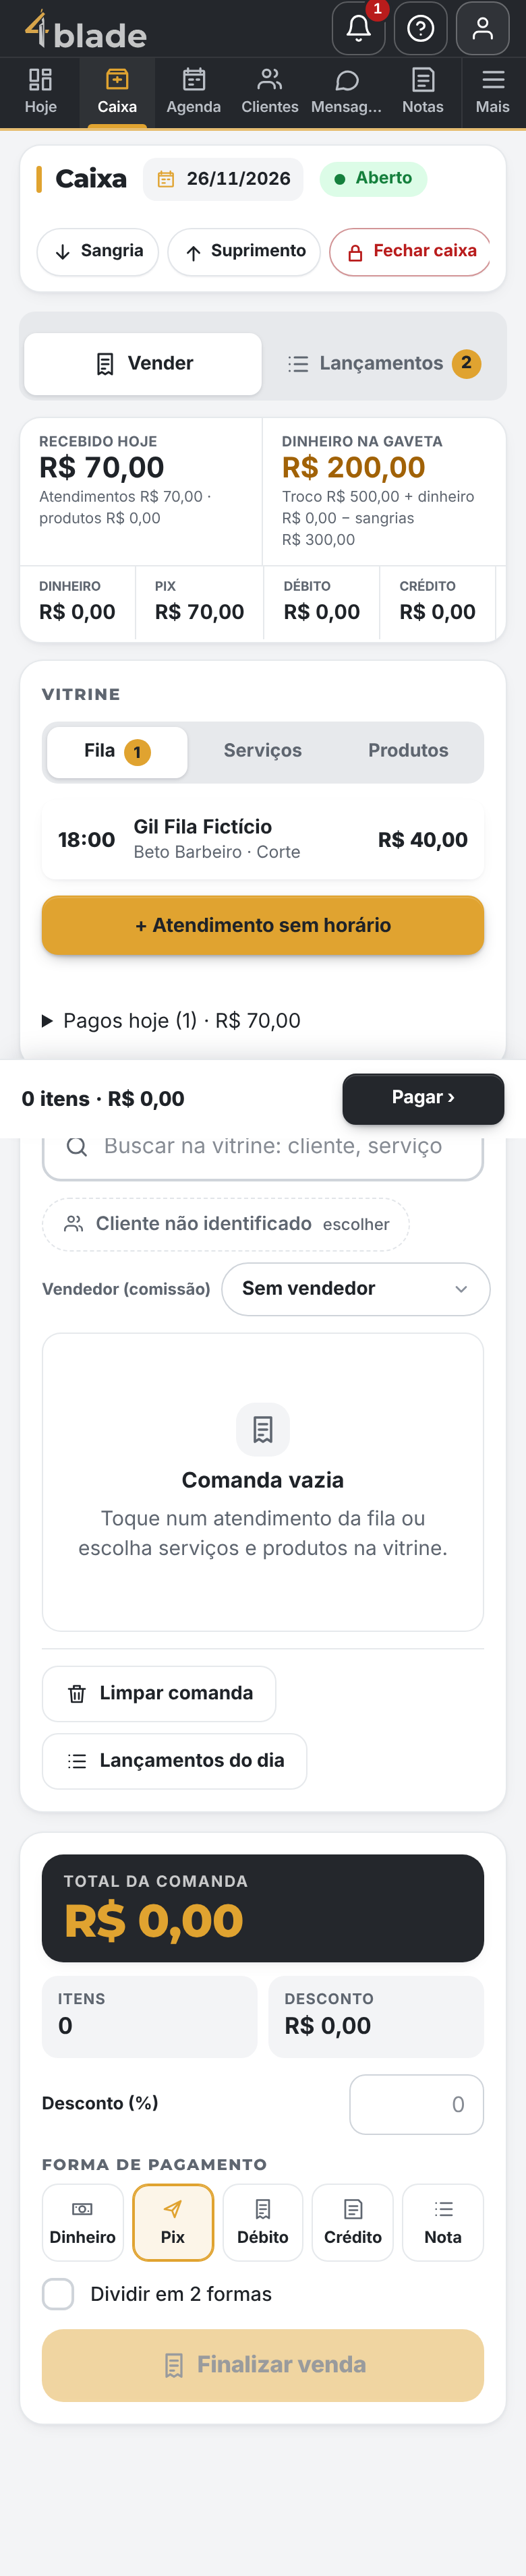 4blade
1
Hoje
Caixa
Agenda
Clientes
Mensag...
Notas
Mais
Caixa
26/11/2026
Aberto
Sangria
Suprimento
Fechar caixa
Vender
Lançamentos 2
RECEBIDO HOJE
R$ 70,00
Atendimentos R$ 70,00 ·
produtos R$ 0,00
DINHEIRO NA GAVETA
R$ 200,00
Troco R$ 500,00 + dinheiro
R$ 0,00 − sangrias
R$ 300,00
DINHEIRO
R$ 0,00
PIX
R$ 70,00
DÉBITO
R$ 0,00
CRÉDITO
R$ 0,00
VITRINE
Fila 1
Serviços
Produtos
18:00
Gil Fila Fictício
Beto Barbeiro · Corte
R$ 40,00
+ Atendimento sem horário
Pagos hoje (1) · R$ 70,00
0 itens · R$ 0,00
Pagar ›
Buscar na vitrine: cliente, serviço
Cliente não identificado escolher
Vendedor (comissão)
Sem vendedor
Comanda vazia
Toque num atendimento da fila ou
escolha serviços e produtos na vitrine.
Limpar comanda
Lançamentos do dia
TOTAL DA COMANDA
R$ 0,00
ITENS
0
DESCONTO
R$ 0,00
Desconto (%)
0
FORMA DE PAGAMENTO
Dinheiro
Pix
Débito
Crédito
Nota
Dividir em 2 formas
Finalizar venda